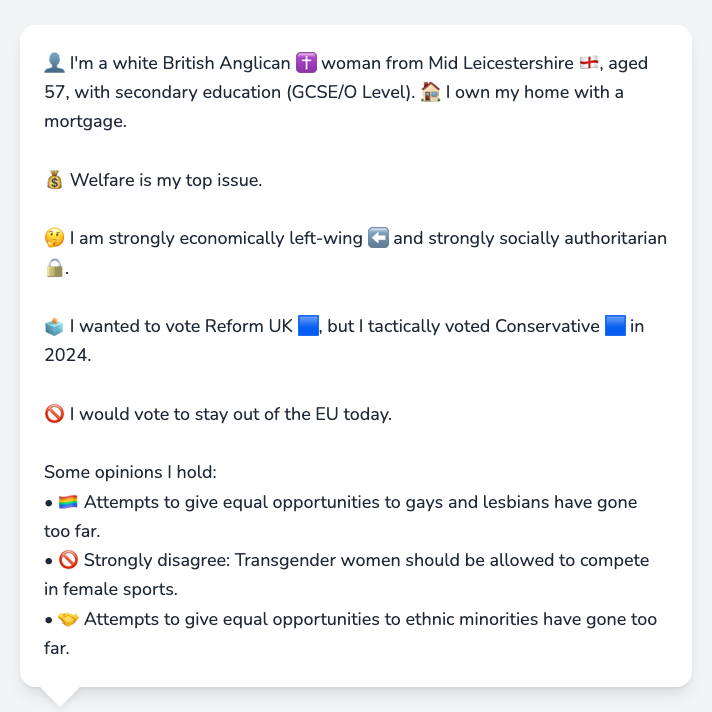 👤 I'm a white British Anglican ✝️ woman from Mid Leicestershire 🏴󠁧󠁢󠁥󠁮󠁧󠁿, aged
57, with secondary education (GCSE/O Level). 🏠 I own my home with a
mortgage.
💰 Welfare is my top issue.
🤔 I am strongly economically left-wing ⬅️ and strongly socially authoritarian
🔒.
🗳️ I wanted to vote Reform UK 🟦, but I tactically voted Conservative 🟦 in
2024.
🚫 I would vote to stay out of the EU today.
Some opinions I hold:
• 🏳️‍🌈 Attempts to give equal opportunities to gays and lesbians have gone
too far.
• 🚫 Strongly disagree: Transgender women should be allowed to compete
in female sports.
• 🤝 Attempts to give equal opportunities to ethnic minorities have gone too
far.